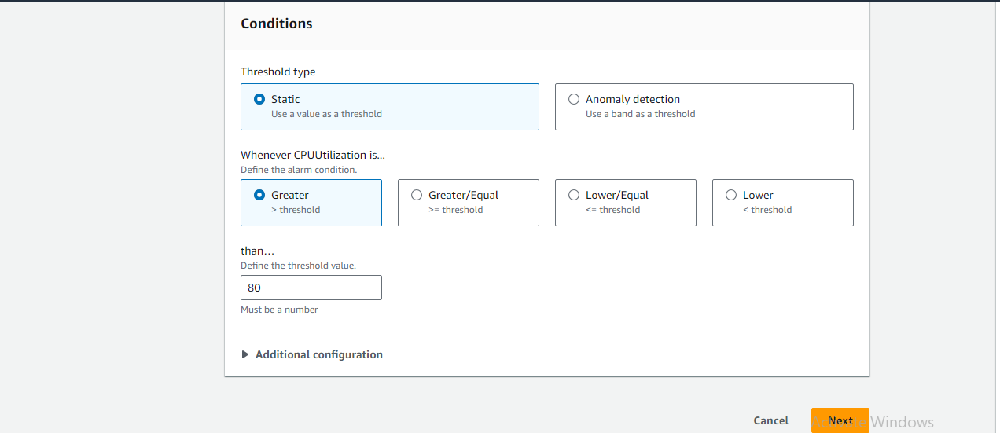 Conditions
Threshold type
Static
Use a value as a threshold
Anomaly detection
Use a band as a threshold
Whenever CPUUtilization is...
Define the alarm condition.
Greater
> threshold
Greater/Equal
>= threshold
Lower/Equal
<= threshold
Lower
< threshold
than…
Define the threshold value.
80
Must be a number
Additional configuration
Cancel
Next
Activate Windows